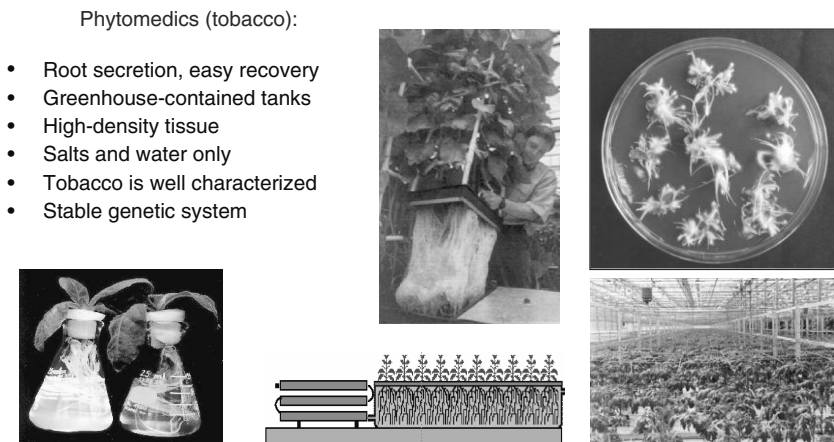 Phytomedics (tobacco):
• Root secretion, easy recovery
• Greenhouse-contained tanks
• High-density tissue
• Salts and water only
• Tobacco is well characterized
• Stable genetic system